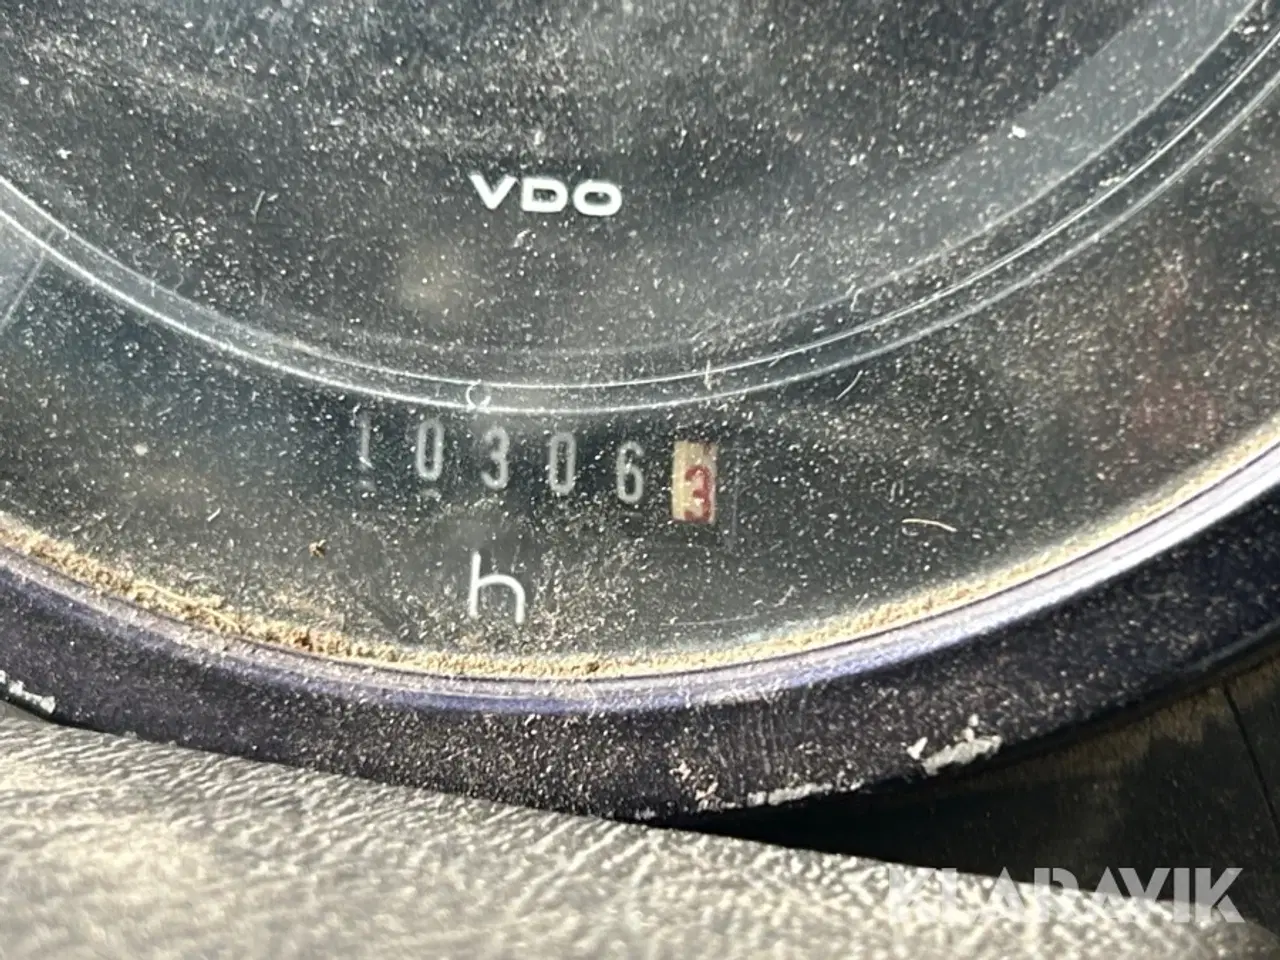 VDO
103063
h
KLARAVIK